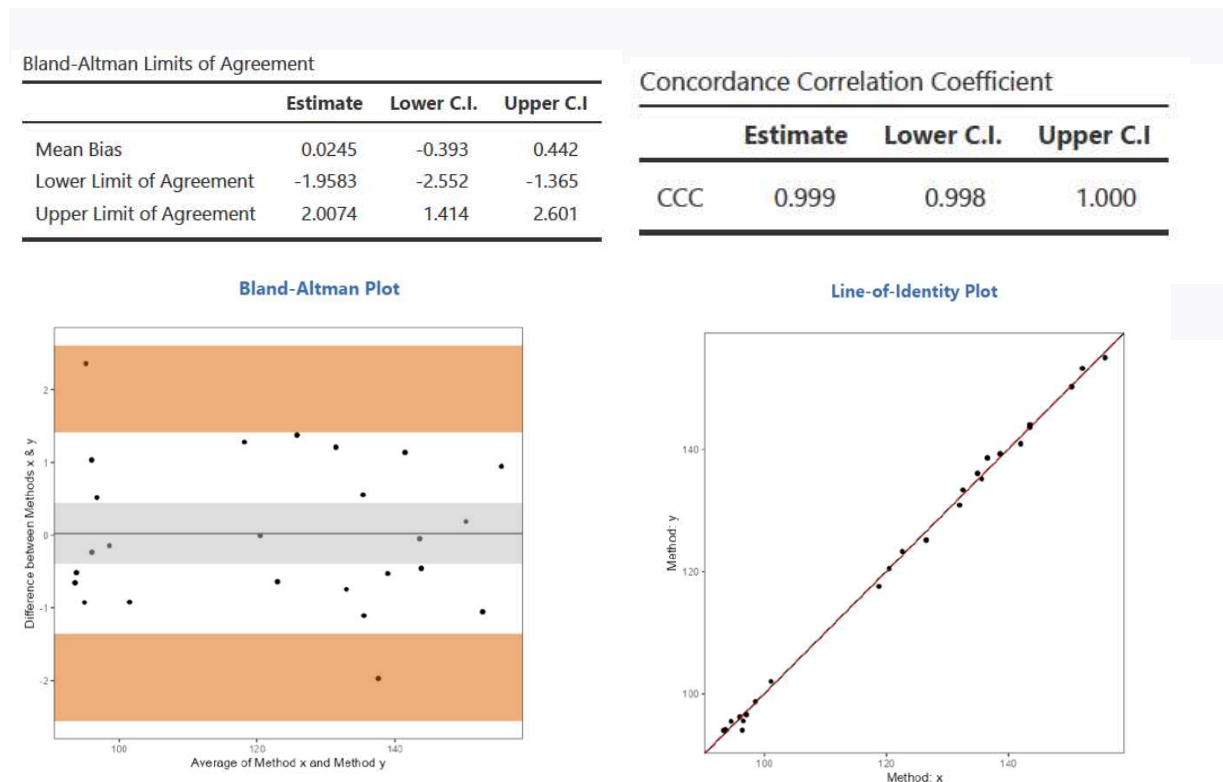 Bland-Altman Limits of Agreement
Estimate Lower C.I. Upper C.I
Mean Bias 0.0245 -0.393 0.442
Lower Limit of Agreement -1.9583 -2.552 -1.365
Upper Limit of Agreement 2.0074 1.414 2.601
Concordance Correlation Coefficient
Estimate Lower C.I. Upper C.I
CCC 0.999 0.998 1.000
Bland-Altman Plot
Difference between Methods x & y
2
1
0
-1
-2
100 120 140
Average of Method x and Method y
Line-of-Identity Plot
Method: y
140
120
100
100 120 140
Method: x